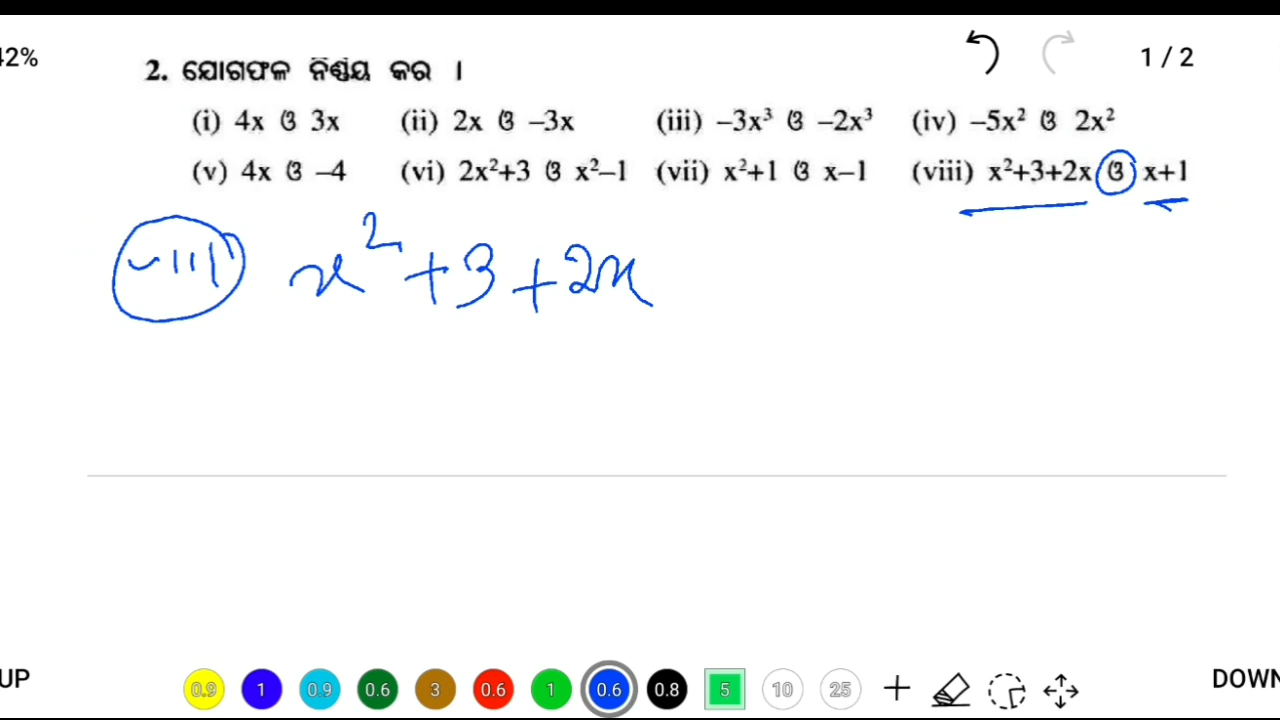 42%
1 / 2
2. ଯୋଗଫଳ ନିର୍ଣ୍ଣୟ କର ।
(i) 4x ଓ 3x (ii) 2x ଓ –3x (iii) –3x³ ଓ –2x³ (iv) –5x² ଓ 2x²
(v) 4x ଓ –4 (vi) 2x²+3 ଓ x²–1 (vii) x²+1 ଓ x–1 (viii) x²+3+2x ଓ x+1
viii) x² + 3 + 2x
UP 0.9 1 0.9 0.6 3 0.6 1 0.6 0.8 5 10 25 DOWN